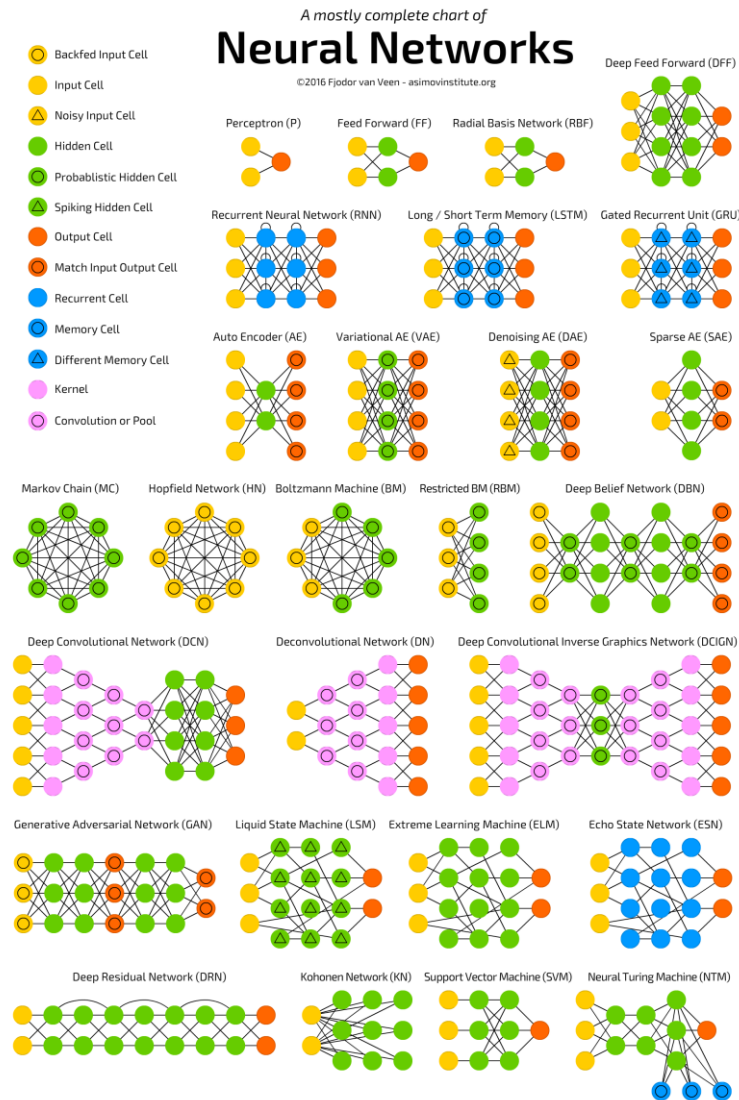 A mostly complete chart of
Neural Networks
©2016 Fjodor van Veen - asimovinstitute.org
Backfed Input Cell
Input Cell
Noisy Input Cell
Hidden Cell
Probablistic Hidden Cell
Spiking Hidden Cell
Output Cell
Match Input Output Cell
Recurrent Cell
Memory Cell
Different Memory Cell
Kernel
Convolution or Pool
Deep Feed Forward (DFF)
Perceptron (P)
Feed Forward (FF)
Radial Basis Network (RBF)
Recurrent Neural Network (RNN)
Long / Short Term Memory (LSTM)
Gated Recurrent Unit (GRU)
Auto Encoder (AE)
Variational AE (VAE)
Denoising AE (DAE)
Sparse AE (SAE)
Markov Chain (MC)
Hopfield Network (HN)
Boltzmann Machine (BM)
Restricted BM (RBM)
Deep Belief Network (DBN)
Deep Convolutional Network (DCN)
Deconvolutional Network (DN)
Deep Convolutional Inverse Graphics Network (DCIGN)
Generative Adversarial Network (GAN)
Liquid State Machine (LSM)
Extreme Learning Machine (ELM)
Echo State Network (ESN)
Deep Residual Network (DRN)
Kohonen Network (KN)
Support Vector Machine (SVM)
Neural Turing Machine (NTM)